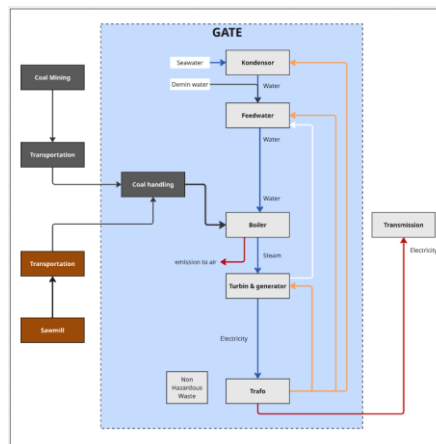 GATE
Seawater
Kondensor
Coal Mining
Demin water
Water
Feedwater
Water
Transportation
Coal handling
Water
Boiler
Transmission
Steam
Electricity
emission to air
Transportation
Turbin & generator
Sawmill
Electricity
Non
Hazardous
Waste
Trafo